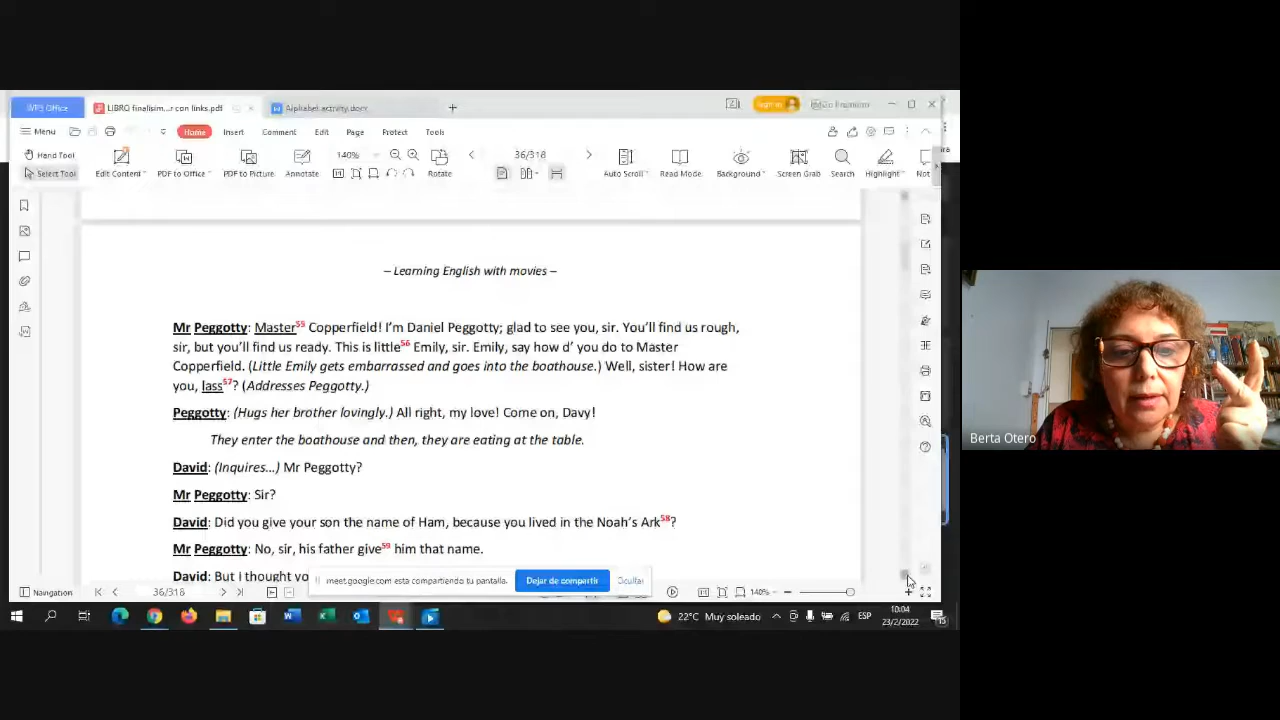 WPS Office LIBRO finalisim...r con links.pdf Alphabet activity.docx + Sign in
Menu Home Insert Comment Edit Page Protect Tools
Hand Tool 140% 36/318
Select Tool Edit Content PDF to Office PDF to Picture Annotate Rotate Auto Scroll Read Mode Background Screen Grab Search Highlight Not
– Learning English with movies –
Mr Peggotty: Master55 Copperfield! I'm Daniel Peggotty; glad to see you, sir. You'll find us rough,
sir, but you'll find us ready. This is little56 Emily, sir. Emily, say how d' you do to Master
Copperfield. (Little Emily gets embarrassed and goes into the boathouse.) Well, sister! How are
you, lass57? (Addresses Peggotty.)
Peggotty: (Hugs her brother lovingly.) All right, my love! Come on, Davy!
They enter the boathouse and then, they are eating at the table.
David: (Inquires...) Mr Peggotty?
Mr Peggotty: Sir?
David: Did you give your son the name of Ham, because you lived in the Noah's Ark58?
Mr Peggotty: No, sir, his father give59 him that name.
David: But I thought yo
meet.google.com está compartiendo tu pantalla. Dejar de compartir Ocultar
Navigation 36/318 140%
22°C Muy soleado ESP 10:04
23/2/2022 15
Berta Otero